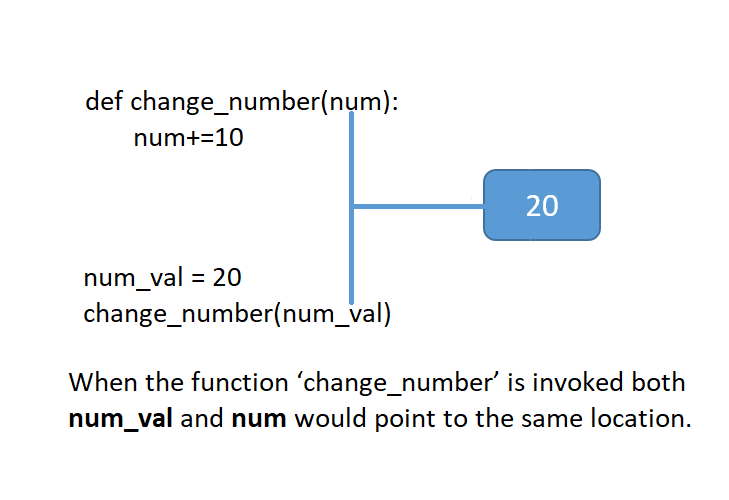 def change_number(num):
num+=10
20
num_val = 20
change_number(num_val)
When the function ‘change_number’ is invoked both
num_val and num would point to the same location.